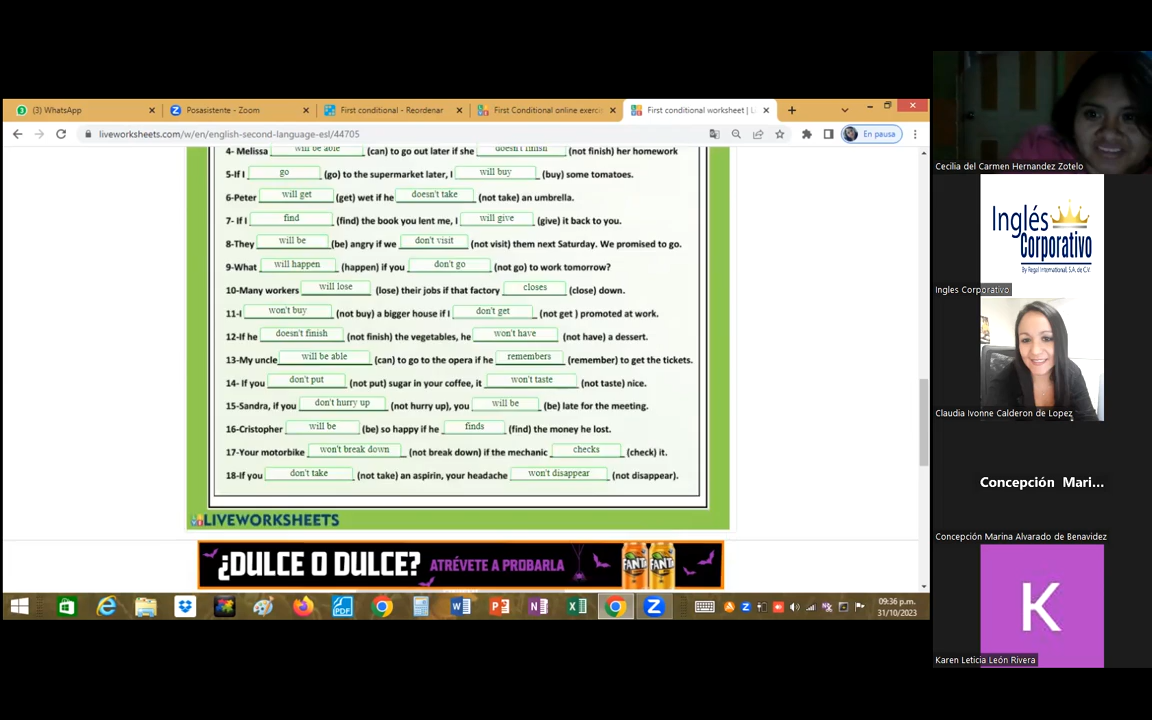 (3) WhatsApp
Posasistente - Zoom
First conditional - Reordenar
First Conditional online exerci
First conditional worksheet | L
liveworksheets.com/w/en/english-second-language-esl/44705
En pausa
4- Melissa will be able (can) to go out later if she doesn't finish (not finish) her homework
5-If I go (go) to the supermarket later, I will buy (buy) some tomatoes.
6-Peter will get (get) wet if he doesn't take (not take) an umbrella.
7- If I find (find) the book you lent me, I will give (give) it back to you.
8-They will be (be) angry if we don't visit (not visit) them next Saturday. We promised to go.
9-What will happen (happen) if you don't go (not go) to work tomorrow?
10-Many workers will lose (lose) their jobs if that factory closes (close) down.
11-I won't buy (not buy) a bigger house if I don't get (not get ) promoted at work.
12-If he doesn't finish (not finish) the vegetables, he won't have (not have) a dessert.
13-My uncle will be able (can) to go to the opera if he remembers (remember) to get the tickets.
14- If you don't put (not put) sugar in your coffee, it won't taste (not taste) nice.
15-Sandra, if you don't hurry up (not hurry up), you will be (be) late for the meeting.
16-Cristopher will be (be) so happy if he finds (find) the money he lost.
17-Your motorbike won't break down (not break down) if the mechanic checks (check) it.
18-If you don't take (not take) an aspirin, your headache won't disappear (not disappear).
LIVEWORKSHEETS
¿DULCE O DULCE? ATRÉVETE A PROBARLA
FANTA FANTA
09:36 p.m.
31/10/2023
Cecilia del Carmen Hernandez Zotelo
Inglés
Corporativo
By Regal International, S.A. de C.V.
Ingles Corporativo
Claudia Ivonne Calderon de Lopez
Concepción Mari...
Concepción Marina Alvarado de Benavidez
K
Karen Leticia León Rivera